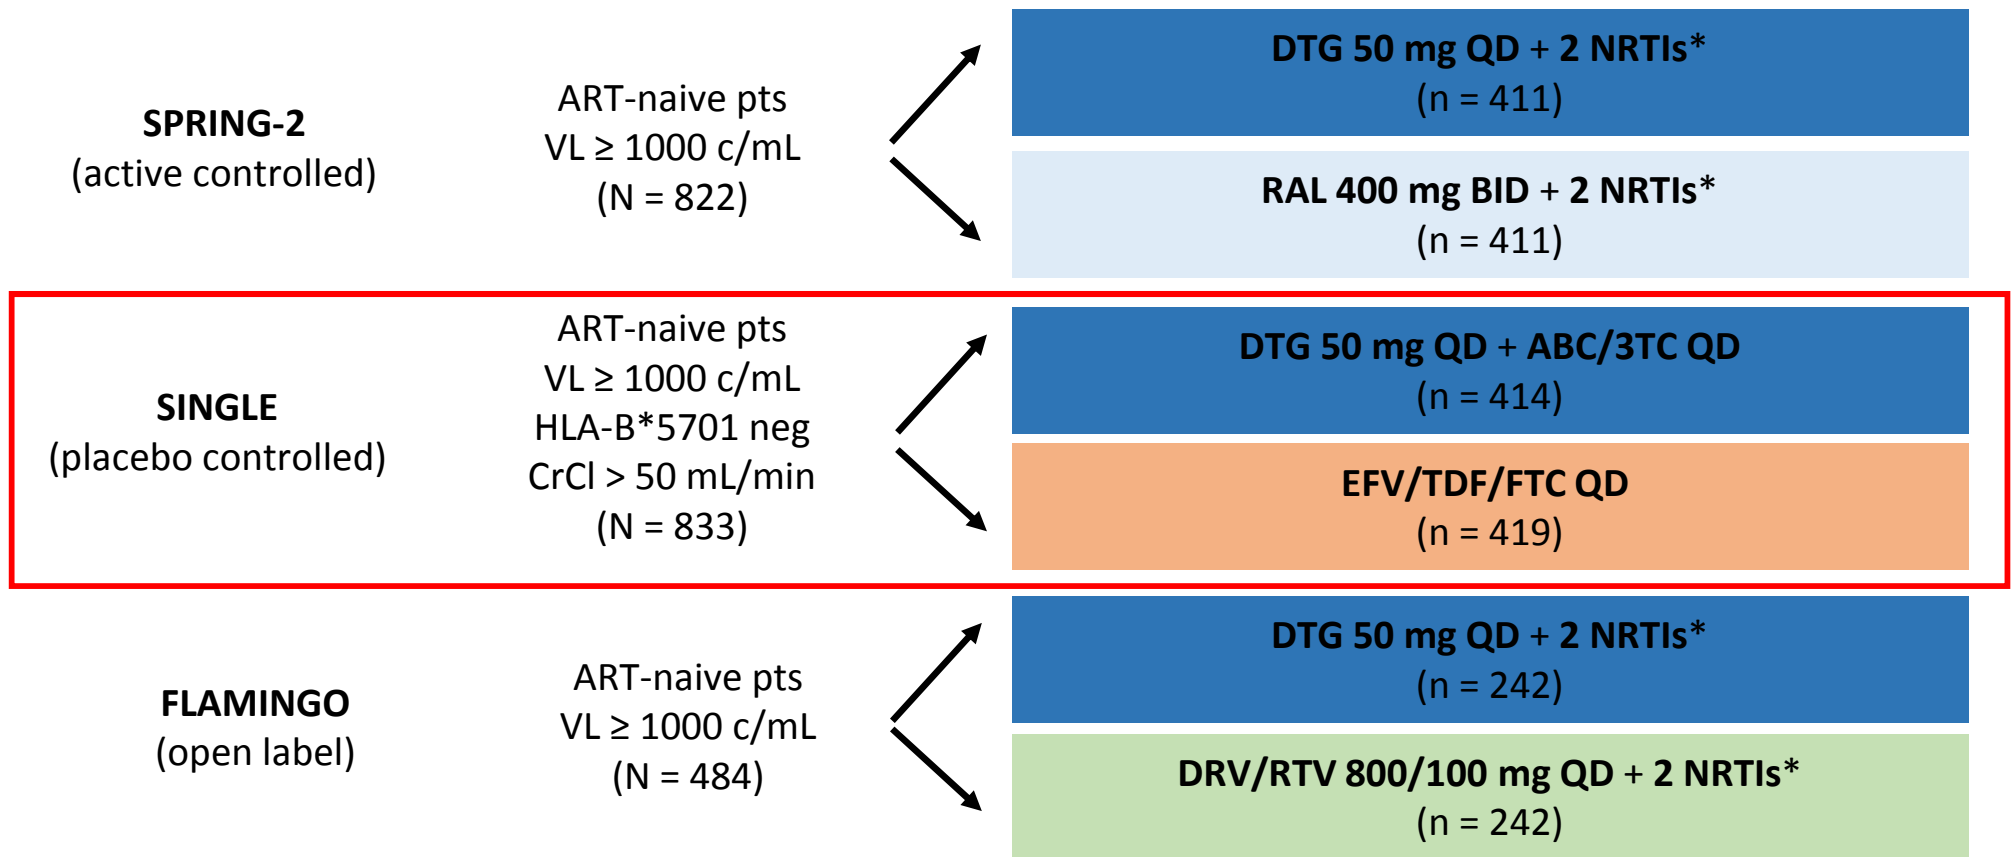 SPRING-2
(active controlled)
ART-naive pts
VL ≥ 1000 c/mL
(N = 822)
DTG 50 mg QD + 2 NRTIs*
(n = 411)
RAL 400 mg BID + 2 NRTIs*
(n = 411)
SINGLE
(placebo controlled)
ART-naive pts
VL ≥ 1000 c/mL
HLA-B*5701 neg
CrCl > 50 mL/min
(N = 833)
DTG 50 mg QD + ABC/3TC QD
(n = 414)
EFV/TDF/FTC QD
(n = 419)
FLAMINGO
(open label)
ART-naive pts
VL ≥ 1000 c/mL
(N = 484)
DTG 50 mg QD + 2 NRTIs*
(n = 242)
DRV/RTV 800/100 mg QD + 2 NRTIs*
(n = 242)